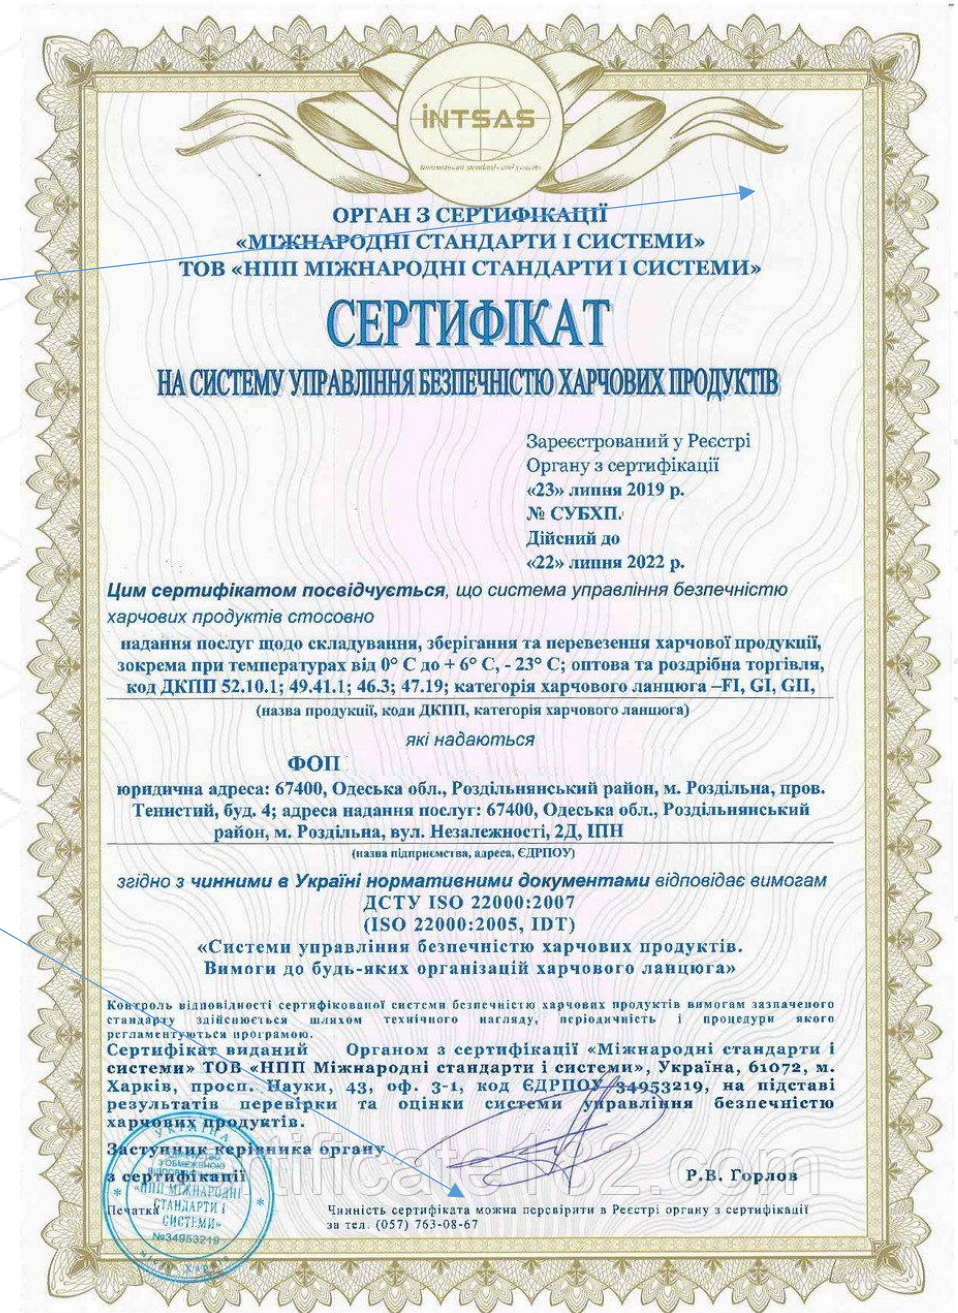 INTSAS
ОРГАН З СЕРТИФІКАЦІЇ
«МІЖНАРОДНІ СТАНДАРТИ І СИСТЕМИ»
ТОВ «НПП МІЖНАРОДНІ СТАНДАРТИ І СИСТЕМИ»
СЕРТИФІКАТ
НА СИСТЕМУ УПРАВЛІННЯ БЕЗПЕЧНІСТЮ ХАРЧОВИХ ПРОДУКТІВ
Зареєстрований у Реєстрі
Органу з сертифікації
«23» липня 2019 р.
№ СУБХП.
Дійсний до
«22» липня 2022 р.
Цим сертифікатом посвідчується, що система управління безпечністю
харчових продуктів стосовно
надання послуг щодо складування, зберігання та перевезення харчової продукції,
зокрема при температурах від 0° С до + 6° С, - 23° С; оптова та роздрібна торгівля,
код ДКПП 52.10.1; 49.41.1; 46.3; 47.19; категорія харчового ланцюга –FI, GI, GII,
(назва продукції, коди ДКПП, категорія харчового ланцюга)
які надаються
ФОП
юридична адреса: 67400, Одеська обл., Роздільнянський район, м. Роздільна, пров.
Тенистий, буд. 4; адреса надання послуг: 67400, Одеська обл., Роздільнянський
район, м. Роздільна, вул. Незалежності, 2Д, ІПН
(назва підприємства, адреса, ЄДРПОУ)
згідно з чинними в Україні нормативними документами відповідає вимогам
ДСТУ ISO 22000:2007
(ISO 22000:2005, IDT)
«Системи управління безпечністю харчових продуктів.
Вимоги до будь-яких організацій харчового ланцюга»
Контроль відповідності сертифікованої системи безпечністю харчових продуктів вимогам зазначеного
стандарту здійснюється шляхом технічного нагляду, періодичність і процедури якого
регламентуються програмою.
Сертифікат виданий Органом з сертифікації «Міжнародні стандарти і
системи» ТОВ «НПП Міжнародні стандарти і системи», Україна, 61072, м.
Харків, просп. Науки, 43, оф. 3-1, код ЄДРПОУ 34953219, на підставі
результатів перевірки та оцінки системи управління безпечністю
харчових продуктів.
Заступник керівника органу
з сертифікації
Р.В. Горлов
Печатка
Чинність сертифіката можна перевірити в Реєстрі органу з сертифікації
за тел. (057) 763-08-67
УКРАЇНА
ТОВАРИСТВО
З ОБМЕЖЕНОЮ
«НПП МІЖНАРОДНІ
СТАНДАРТИ І
СИСТЕМИ»
№34953219
місто Харків